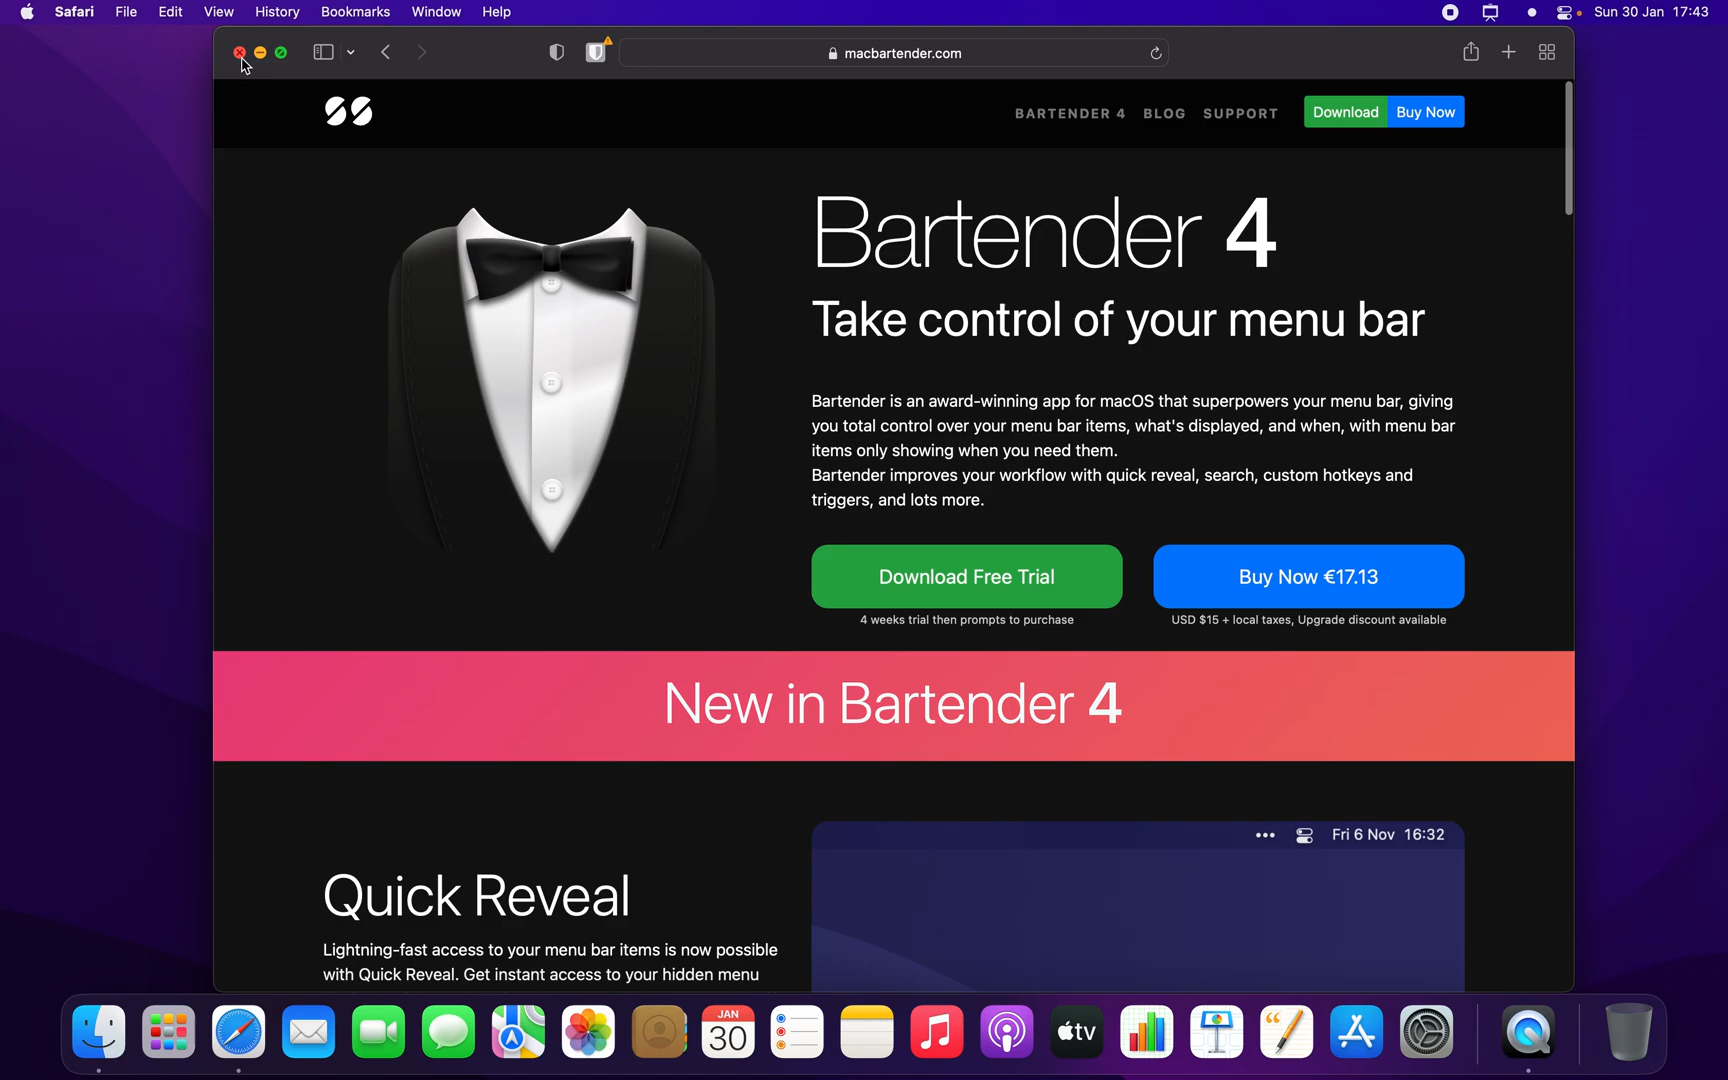 Safari File Edit View History Bookmarks Window Help Sun 30 Jan 17:43
macbartender.com
BARTENDER 4 BLOG SUPPORT Download Buy Now
Bartender 4
Take control of your menu bar
Bartender is an award-winning app for macOS that superpowers your menu bar, giving
you total control over your menu bar items, what's displayed, and when, with menu bar
items only showing when you need them.
Bartender improves your workflow with quick reveal, search, custom hotkeys and
triggers, and lots more.
Download Free Trial Buy Now €17.13
4 weeks trial then prompts to purchase USD $15 + local taxes, Upgrade discount available
New in Bartender 4
Fri 6 Nov 16:32
Quick Reveal
Lightning-fast access to your menu bar items is now possible
with Quick Reveal. Get instant access to your hidden menu
JAN
30
tv